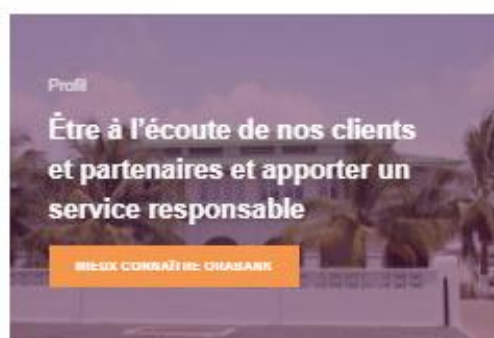 Profil
Être à l'écoute de nos clients
et partenaires et apporter un
service responsable
MIEUX CONNAÎTRE ORABANK